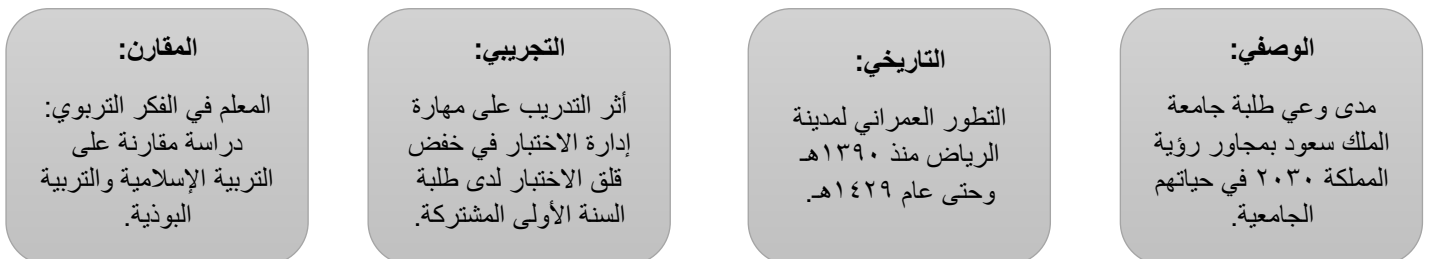 الوصفي:
مدى وعي طلبة جامعة
الملك سعود بمجاور رؤية
المملكة ٢٠٣٠ في حياتهم
الجامعية.
التاريخي:
التطور العمراني لمدينة
الرياض منذ ١٣٩٠هـ
وحتى عام ١٤٢٩هـ.
التجريبي:
أثر التدريب على مهارة
إدارة الاختبار في خفض
قلق الاختبار لدى طلبة
السنة الأولى المشتركة.
المقارن:
المعلم في الفكر التربوي:
دراسة مقارنة على
التربية الإسلامية والتربية
البوذية.